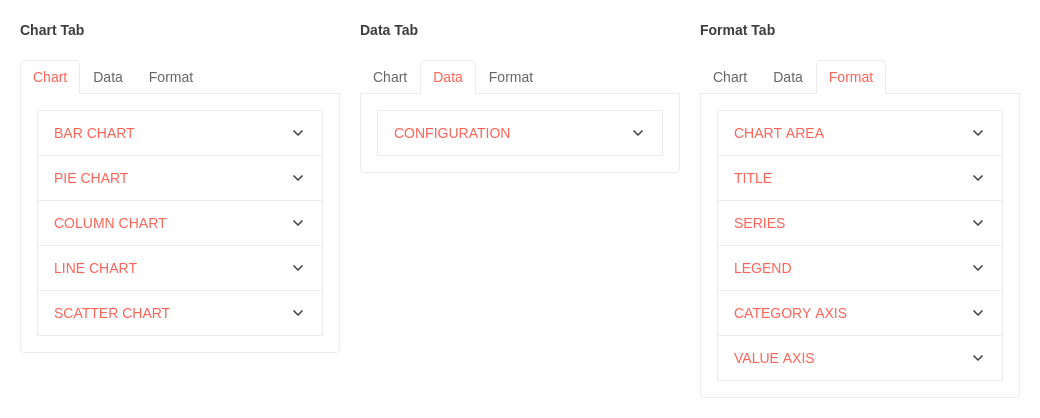 Chart Tab
Chart Data Format
BAR CHART
PIE CHART
COLUMN CHART
LINE CHART
SCATTER CHART
Data Tab
Chart Data Format
CONFIGURATION
Format Tab
Chart Data Format
CHART AREA
TITLE
SERIES
LEGEND
CATEGORY AXIS
VALUE AXIS